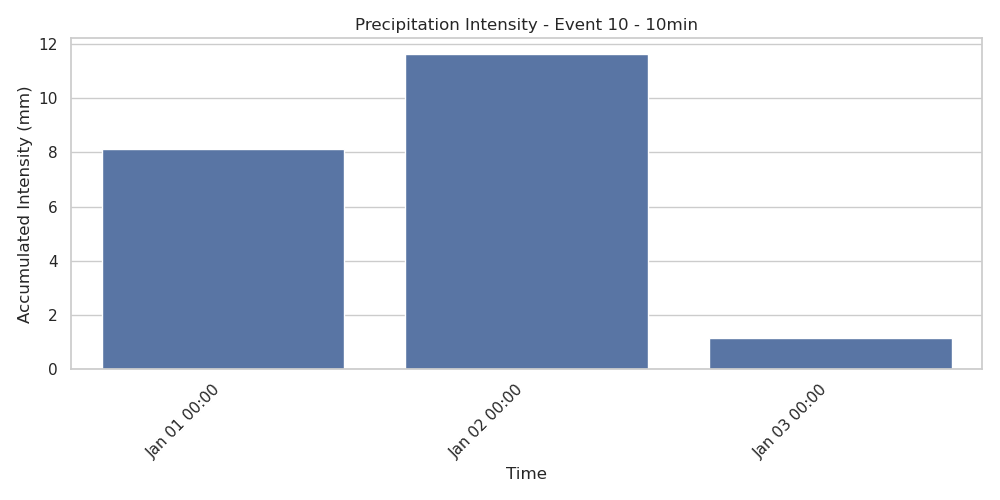 Precipitation Intensity - Event 10 - 10min
Accumulated Intensity (mm)
12
10
8
6
4
2
0
Jan 01 00:00
Jan 02 00:00
Jan 03 00:00
Time